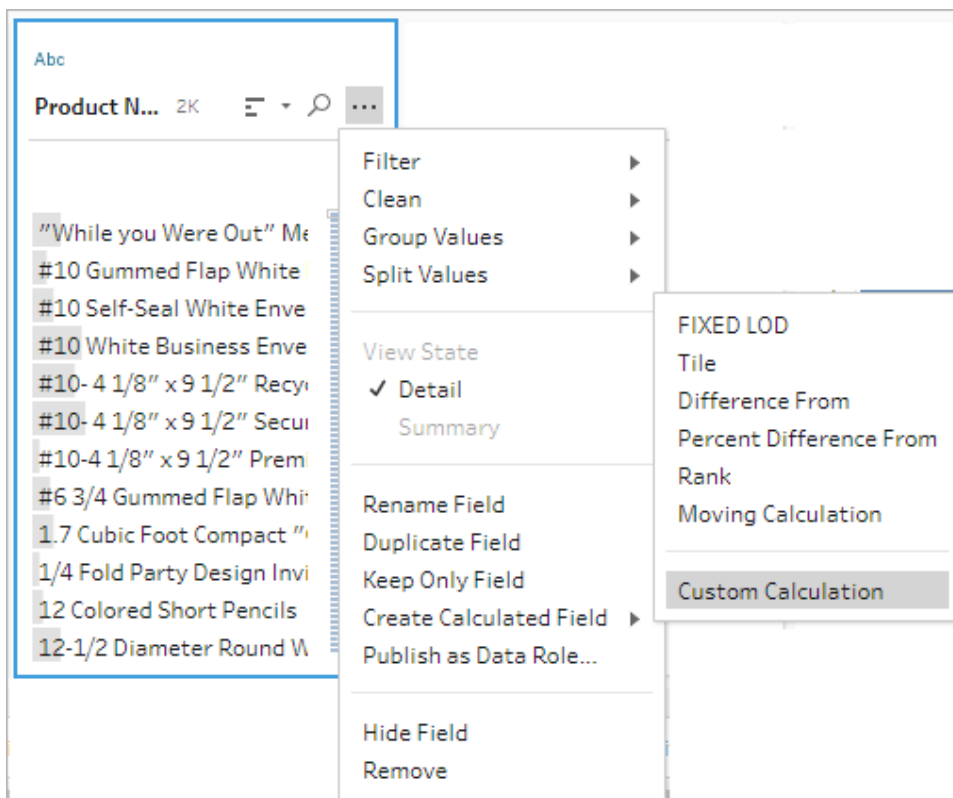 Abc
Product N... 2K ...
"While you Were Out" Me
#10 Gummed Flap White
#10 Self-Seal White Enve
#10 White Business Enve
#10- 4 1/8" x 9 1/2" Recy
#10- 4 1/8" x 9 1/2" Secu
#10-4 1/8" x 9 1/2" Premi
#6 3/4 Gummed Flap Whi
1.7 Cubic Foot Compact "
1/4 Fold Party Design Invi
12 Colored Short Pencils
12-1/2 Diameter Round W
Filter
Clean
Group Values
Split Values
View State
✓ Detail
Summary
Rename Field
Duplicate Field
Keep Only Field
Create Calculated Field
Publish as Data Role...
Hide Field
Remove
FIXED LOD
Tile
Difference From
Percent Difference From
Rank
Moving Calculation
Custom Calculation